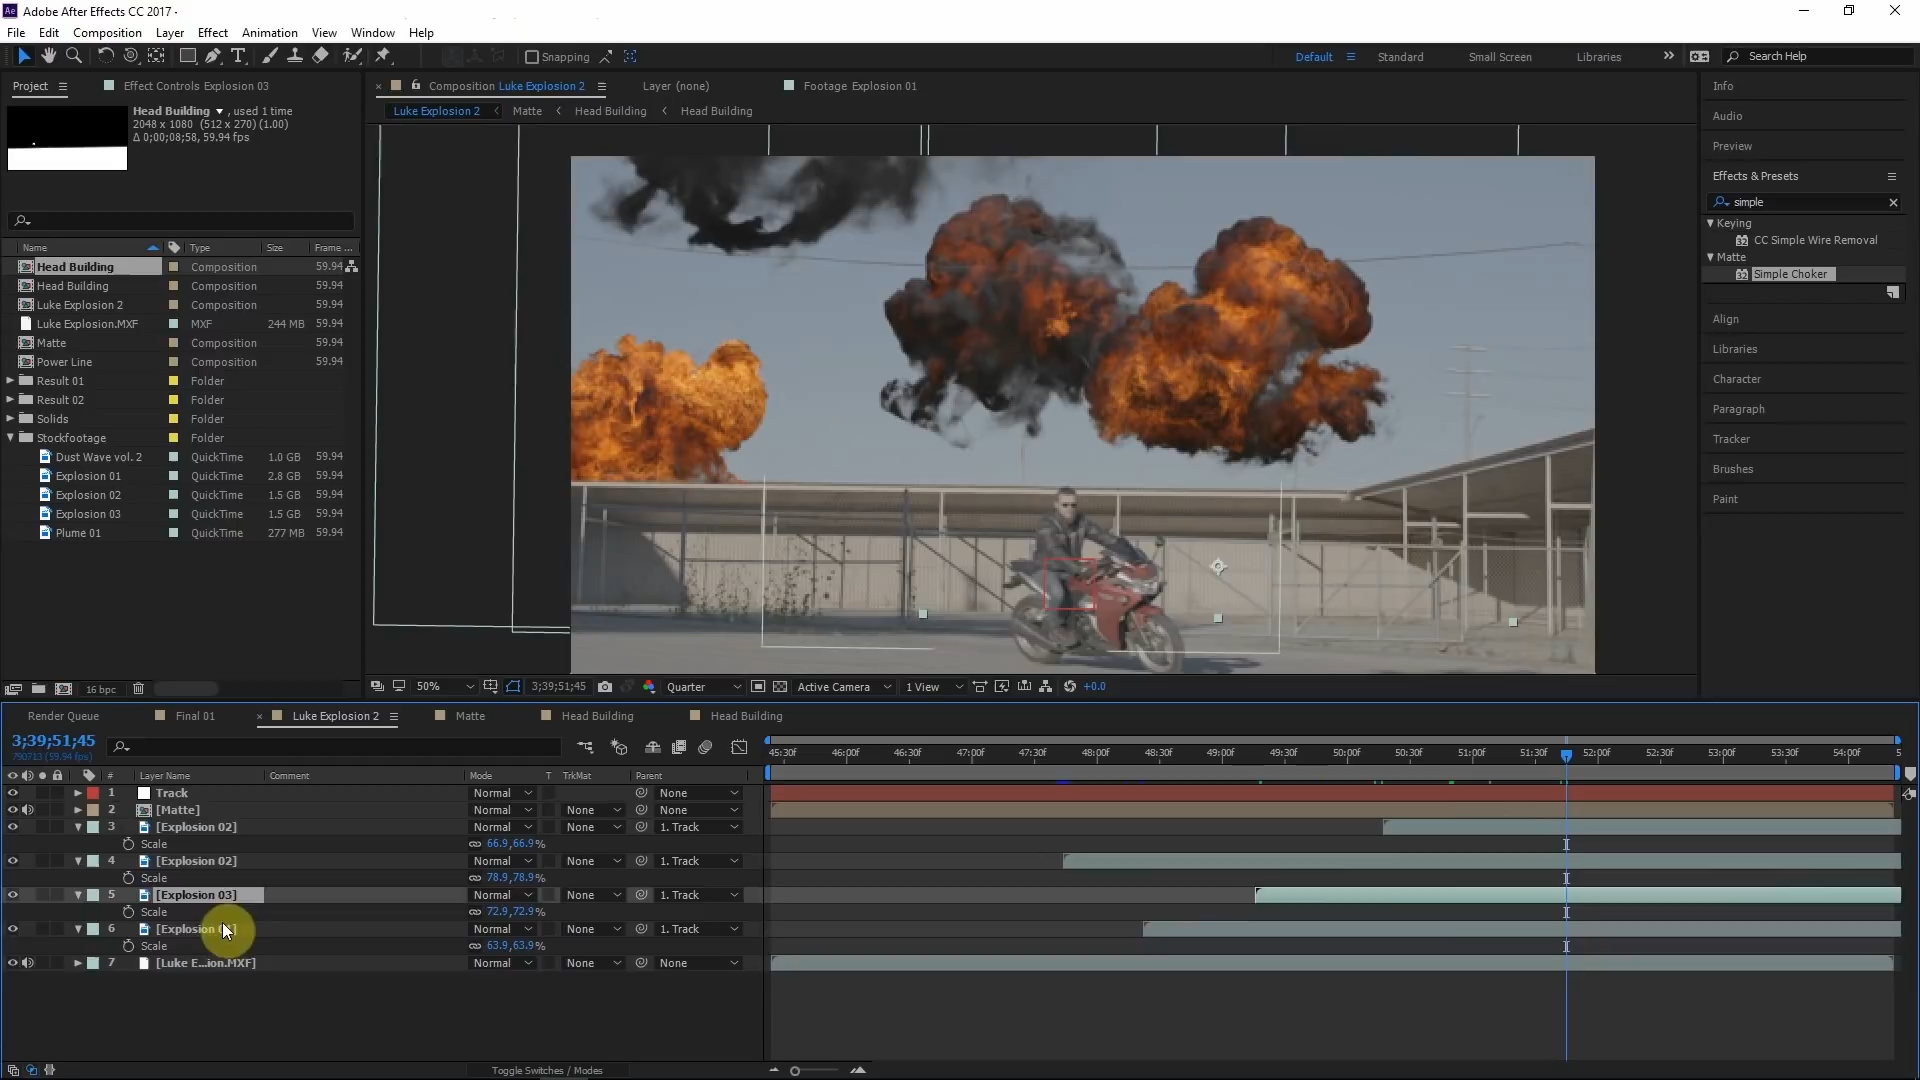 Adobe After Effects CC 2017 -
File Edit Composition Layer Effect Animation View Window Help
Snapping
Default Standard Small Screen Libraries Search Help
Project Effect Controls Explosion 03
Composition Luke Explosion 2 Layer (none) Footage Explosion 01
Luke Explosion 2 Matte Head Building Head Building
Head Building , used 1 time
2048 x 1080 (512 x 270) (1.00)
Δ 0;00;08;58, 59.94 fps
Name Type Size Frame ...
Head Building Composition 59.94
Head Building Composition 59.94
Luke Explosion 2 Composition 59.94
Luke Explosion.MXF MXF 244 MB 59.94
Matte Composition 59.94
Power Line Composition 59.94
Result 01 Folder
Result 02 Folder
Solids Folder
Stockfootage Folder
Dust Wave vol. 2 QuickTime 1.0 GB 59.94
Explosion 01 QuickTime 2.8 GB 59.94
Explosion 02 QuickTime 1.5 GB 59.94
Explosion 03 QuickTime 1.5 GB 59.94
Plume 01 QuickTime 277 MB 59.94
16 bpc
50% 3;39;51;45 Quarter Active Camera 1 View +0.0
Info
Audio
Preview
Effects & Presets
simple
Keying
32 CC Simple Wire Removal
Matte
32 Simple Choker
Align
Libraries
Character
Paragraph
Tracker
Brushes
Paint
Render Queue Final 01 Luke Explosion 2 Matte Head Building Head Building
3;39;51;45
790713 (59.94 fps)
45:30f 46:00f 46:30f 47:00f 47:30f 48:00f 48:30f 49:00f 49:30f 50:00f 50:30f 51:00f 51:30f 52:00f 52:30f 53:00f 53:30f 54:00f 5
# Layer Name Comment Mode T TrkMat Parent
1 Track Normal None
2 [Matte] Normal None None
3 [Explosion 02] Normal None 1. Track
Scale 66.9,66.9%
4 [Explosion 02] Normal None 1. Track
Scale 78.9,78.9%
5 [Explosion 03] Normal None 1. Track
Scale 72.9,72.9%
6 [Explosion Normal None 1. Track
Scale 63.9,63.9%
7 [Luke E...ion.MXF] Normal None None
Toggle Switches / Modes